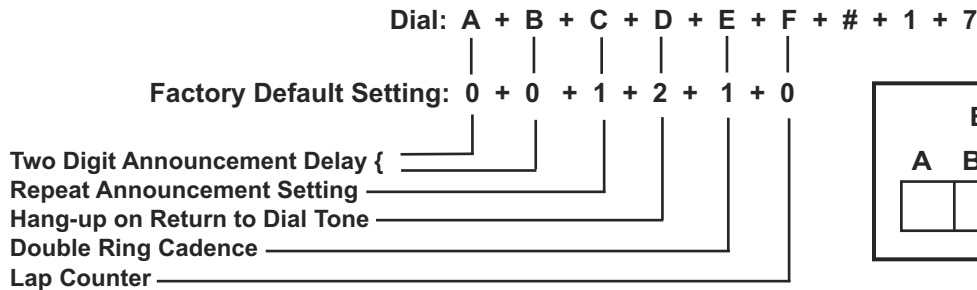 Dial: A + B + C + D + E + F + # + 1 + 7
Factory Default Setting: 0 + 0 + 1 + 2 + 1 + 0
Two Digit Announcement Delay {
Repeat Announcement Setting
Hang-up on Return to Dial Tone
Double Ring Cadence
Lap Counter
A